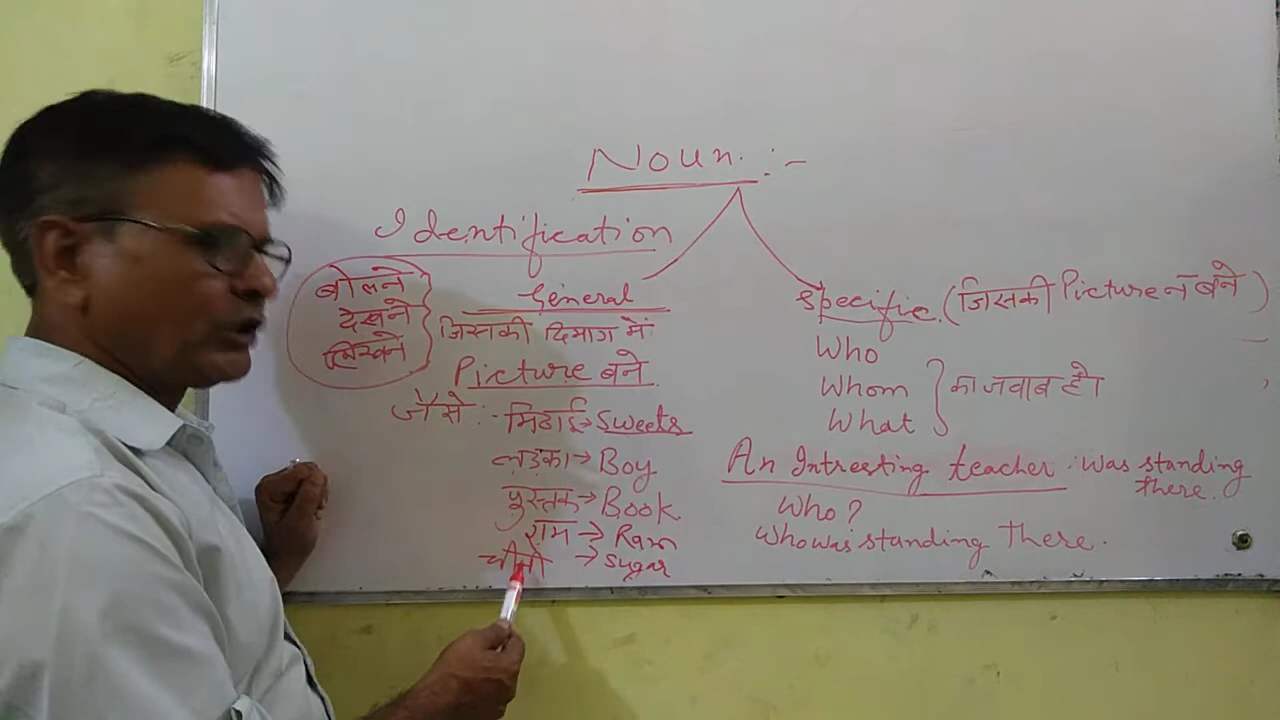 Noun :-
Identification
बोलने
देखने
लिखने
General
जिसकी दिमाग में
Picture बने
जैसे :- मिठाई → Sweets
लड़का → Boy
पुस्तक → Book
राम → Ram
चीनी → Sugar
Specific. (जिसकी Picture न बने)
Who
Whom
What
का जवाब हो।
An Intresting teacher was standing
there.
Who?
Who was standing There.